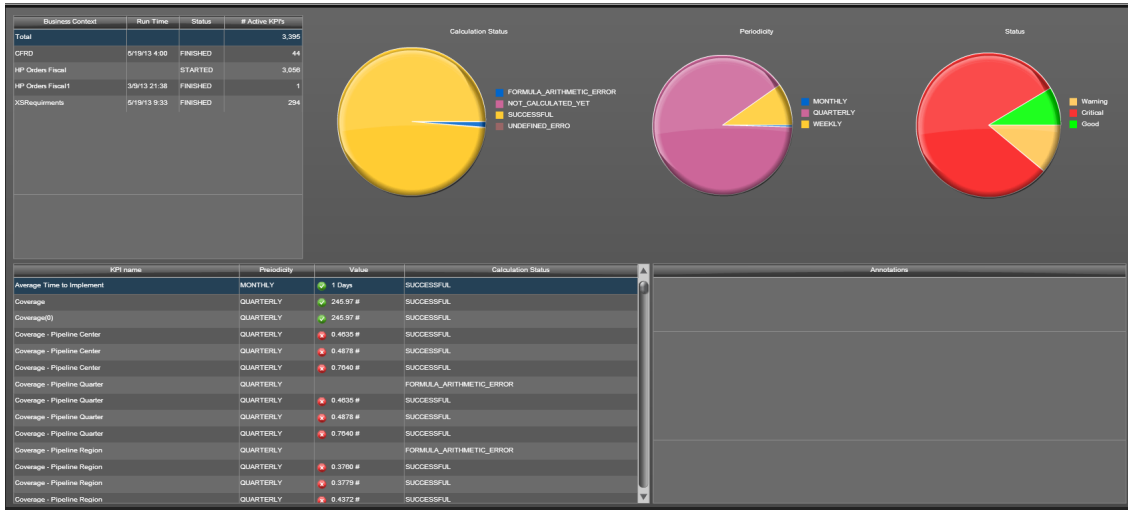 Business Context Run Time Status # Active KPI's
Total 3,395
CFRD 5/19/13 4:00 FINISHED 44
HP Orders Fiscal STARTED 3,056
HP Orders Fiscal1 3/9/13 21:38 FINISHED 1
XSRequirments 5/19/13 9:33 FINISHED 294
Calculation Status
FORMULA_ARITHMETIC_ERROR
NOT_CALCULATED_YET
SUCCESSFUL
UNDEFINED_ERRO
Periodicity
MONTHLY
QUARTERLY
WEEKLY
Status
Warning
Critical
Good
KPI name Preiodicity Value Calculation Status
Average Time to Implement MONTHLY 1 Days SUCCESSFUL
Coverage QUARTERLY 245.97 # SUCCESSFUL
Coverage(0) QUARTERLY 245.97 # SUCCESSFUL
Coverage - Pipeline Center QUARTERLY 0.4635 # SUCCESSFUL
Coverage - Pipeline Center QUARTERLY 0.4878 # SUCCESSFUL
Coverage - Pipeline Center QUARTERLY 0.7640 # SUCCESSFUL
Coverage - Pipeline Quarter QUARTERLY FORMULA_ARITHMETIC_ERROR
Coverage - Pipeline Quarter QUARTERLY 0.4635 # SUCCESSFUL
Coverage - Pipeline Quarter QUARTERLY 0.4878 # SUCCESSFUL
Coverage - Pipeline Quarter QUARTERLY 0.7640 # SUCCESSFUL
Coverage - Pipeline Region QUARTERLY FORMULA_ARITHMETIC_ERROR
Coverage - Pipeline Region QUARTERLY 0.3760 # SUCCESSFUL
Coverage - Pipeline Region QUARTERLY 0.3779 # SUCCESSFUL
Coverage - Pipeline Region QUARTERLY 0.4372 # SUCCESSFUL
Annotations